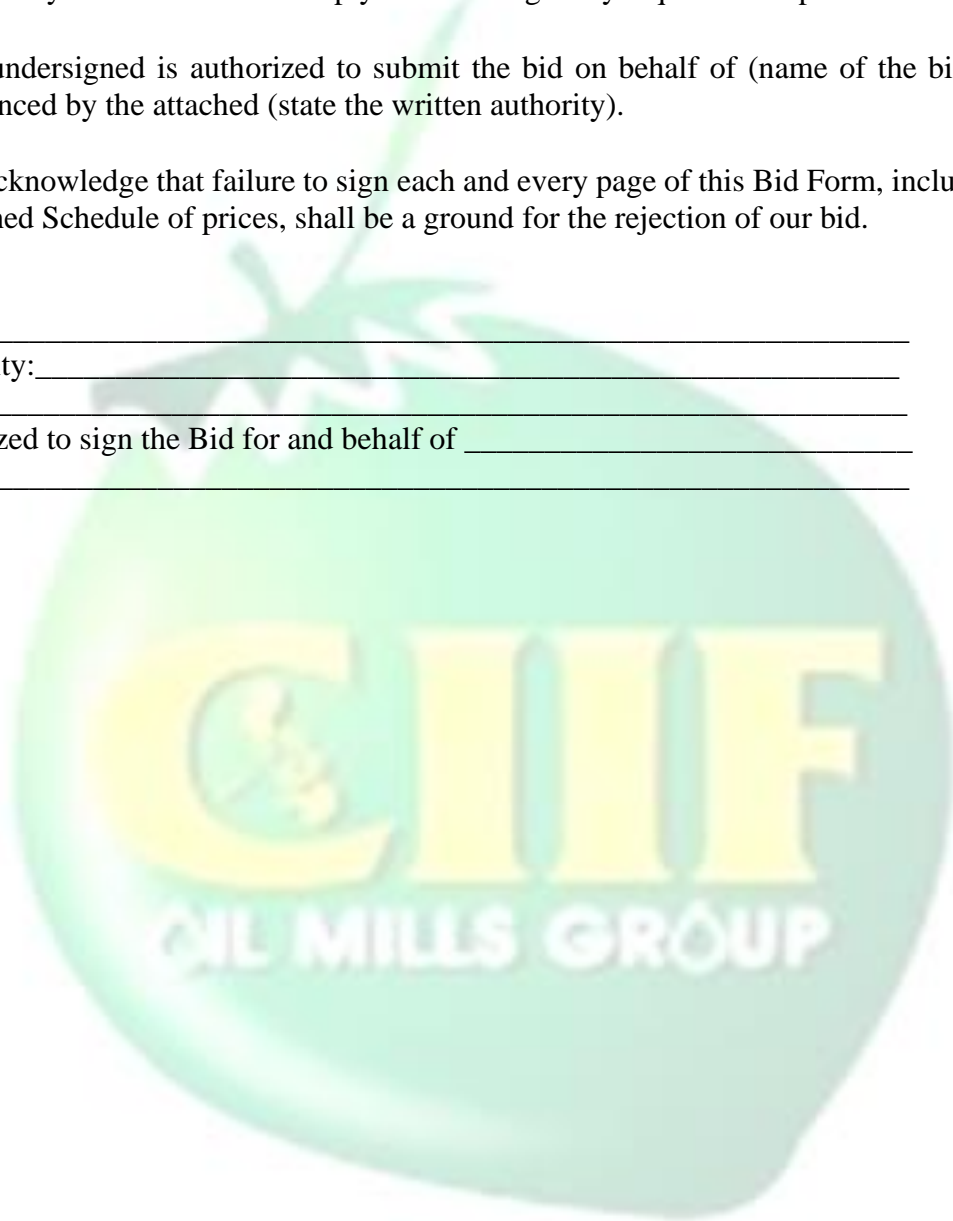 undersigned is authorized to submit the bid on behalf of (name of the bi
nced by the attached (state the written authority).
cknowledge that failure to sign each and every page of this Bid Form, inclu
ned Schedule of prices, shall be a ground for the rejection of our bid.
ity:______________________________________________________
zed to sign the Bid for and behalf of ____________________________
CIIF
OIL MILLS GROUP